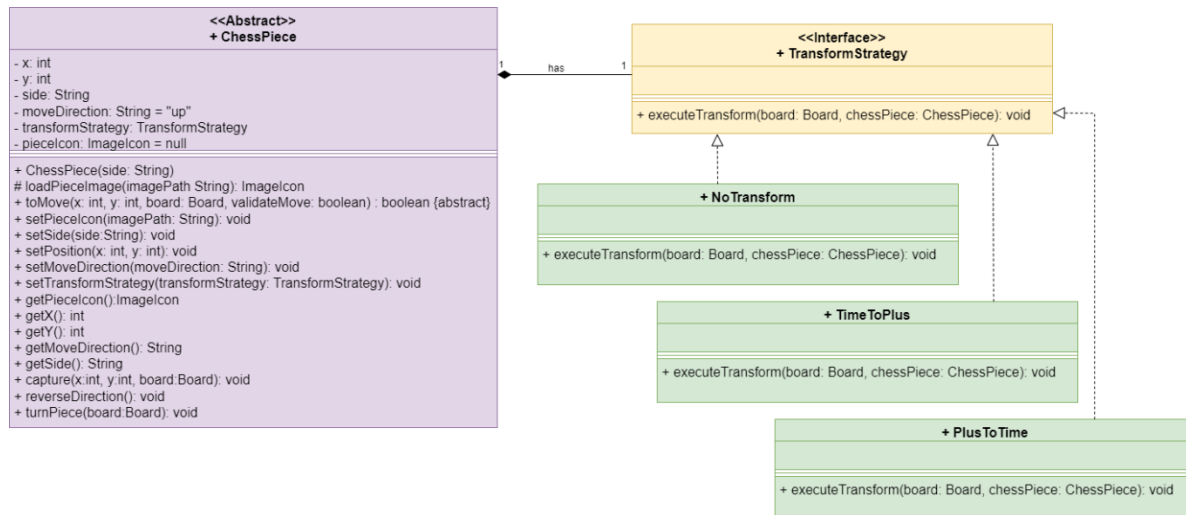 <<Abstract>>
+ ChessPiece
- x: int
- y: int
- side: String
- moveDirection: String = "up"
- transformStrategy: TransformStrategy
- pieceIcon: ImageIcon = null
+ ChessPiece(side: String)
# loadPieceImage(imagePath String): ImageIcon
+ toMove(x: int, y: int, board: Board, validateMove: boolean) : boolean {abstract}
+ setPieceIcon(imagePath: String): void
+ setSide(side:String): void
+ setPosition(x: int, y: int): void
+ setMoveDirection(moveDirection: String): void
+ setTransformStrategy(transformStrategy: TransformStrategy): void
+ getPieceIcon():ImageIcon
+ getX(): int
+ getY(): int
+ getMoveDirection(): String
+ getSide(): String
+ capture(x:int, y:int, board:Board): void
+ reverseDirection(): void
+ turnPiece(board:Board): void
1 has 1
<<Interface>>
+ TransformStrategy
+ executeTransform(board: Board, chessPiece: ChessPiece): void
+ NoTransform
+ executeTransform(board: Board, chessPiece: ChessPiece): void
+ TimeToPlus
+ executeTransform(board: Board, chessPiece: ChessPiece): void
+ PlusToTime
+ executeTransform(board: Board, chessPiece: ChessPiece): void